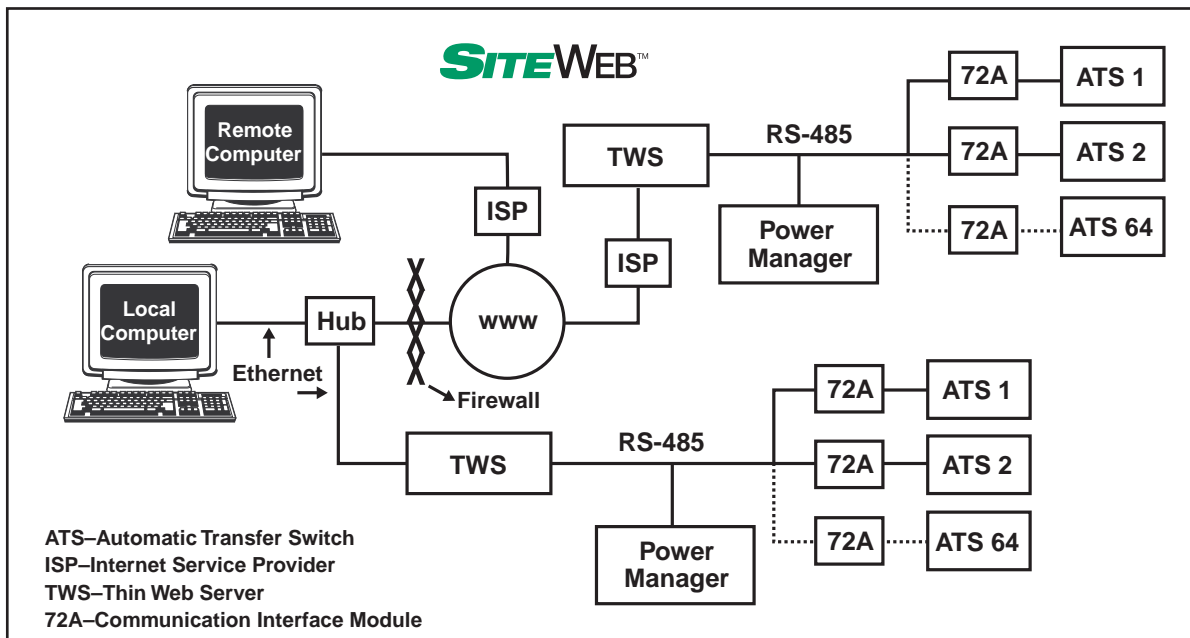 SITEWEB™
Remote
Computer
ISP
TWS
RS-485
72A
ATS 1
72A
ATS 2
72A
ATS 64
Power
Manager
ISP
Local
Computer
Hub
www
Ethernet
Firewall
TWS
RS-485
72A
ATS 1
72A
ATS 2
72A
ATS 64
Power
Manager
ATS–Automatic Transfer Switch
ISP–Internet Service Provider
TWS–Thin Web Server
72A–Communication Interface Module